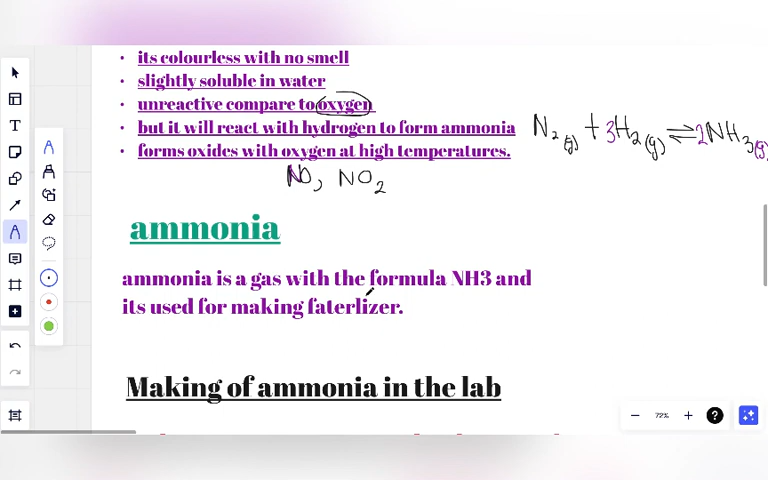 its colourless with no smell
slightly soluble in water
unreactive compare to oxygen
but it will react with hydrogen to form ammonia
N2(g) + 3H2(g) ⇌ 2NH3(g)
forms oxides with oxygen at high temperatures.
NO, NO2
ammonia
ammonia is a gas with the formula NH3 and
its used for making faterlizer.
Making of ammonia in the lab
72%